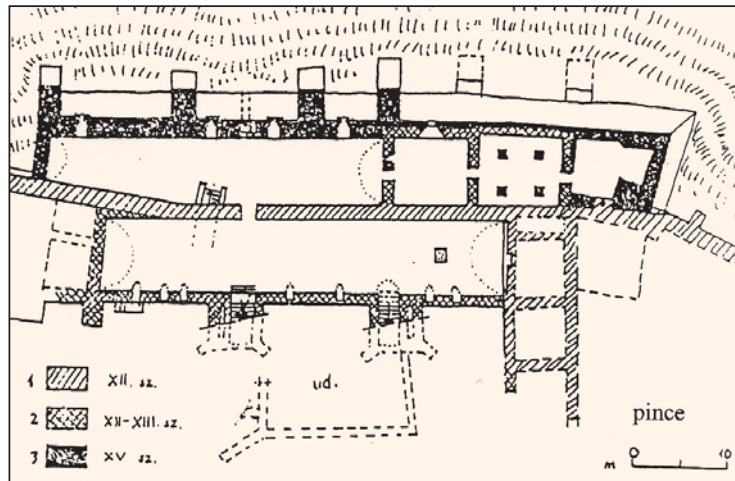 ud.
1 XII. sz.
2 XII-XIII. sz.
3 XV sz.
pince
m 0 10